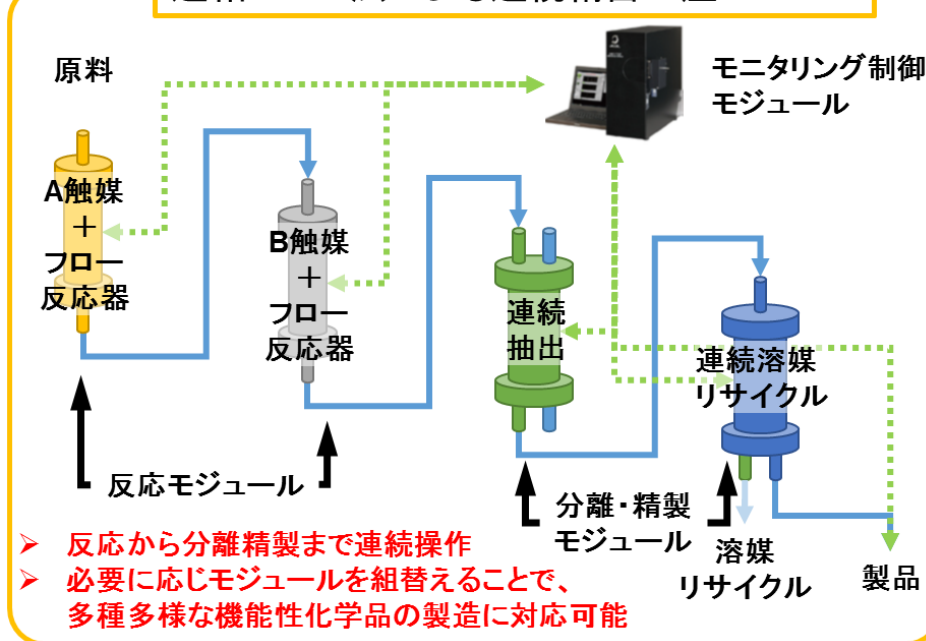 原料
モニタリング制御
モジュール
A触媒
＋
フロー
反応器
B触媒
＋
フロー
反応器
連続
抽出
連続溶媒
リサイクル
反応モジュール
分離・精製
モジュール
溶媒
リサイクル
製品
➢ 反応から分離精製まで連続操作
➢ 必要に応じモジュールを組替えることで、
多種多様な機能性化学品の製造に対応可能